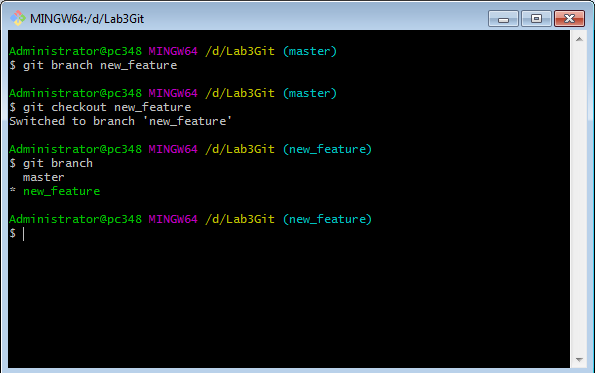 MINGW64:/d/Lab3Git
Administrator@pc348 MINGW64 /d/Lab3Git (master)
$ git branch new_feature
Administrator@pc348 MINGW64 /d/Lab3Git (master)
$ git checkout new_feature
Switched to branch 'new_feature'
Administrator@pc348 MINGW64 /d/Lab3Git (new_feature)
$ git branch
  master
* new_feature
Administrator@pc348 MINGW64 /d/Lab3Git (new_feature)
$